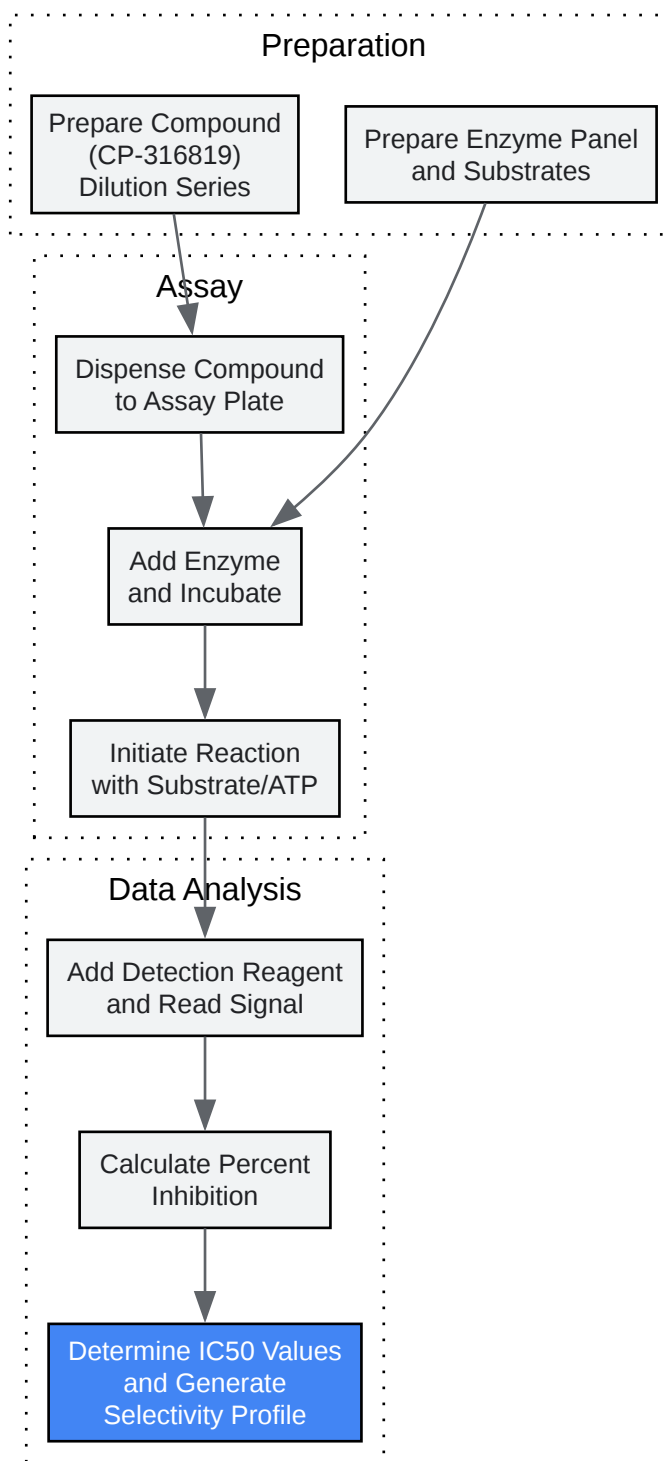 Preparation
Prepare Compound
(CP-316819)
Dilution Series
Prepare Enzyme Panel
and Substrates
Assay
Dispense Compound
to Assay Plate
Add Enzyme
and Incubate
Initiate Reaction
with Substrate/ATP
Data Analysis
Add Detection Reagent
and Read Signal
Calculate Percent
Inhibition
Determine IC50 Values
and Generate
Selectivity Profile